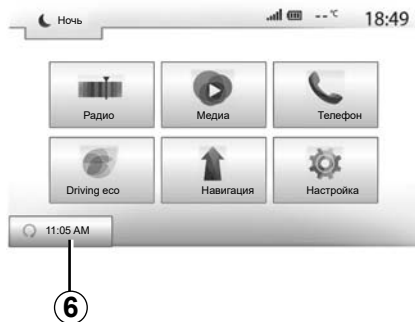 Ночь
--°C
18:49
Радио
Медиа
Телефон
Driving eco
Навигация
Настройка
11:05 AM
6